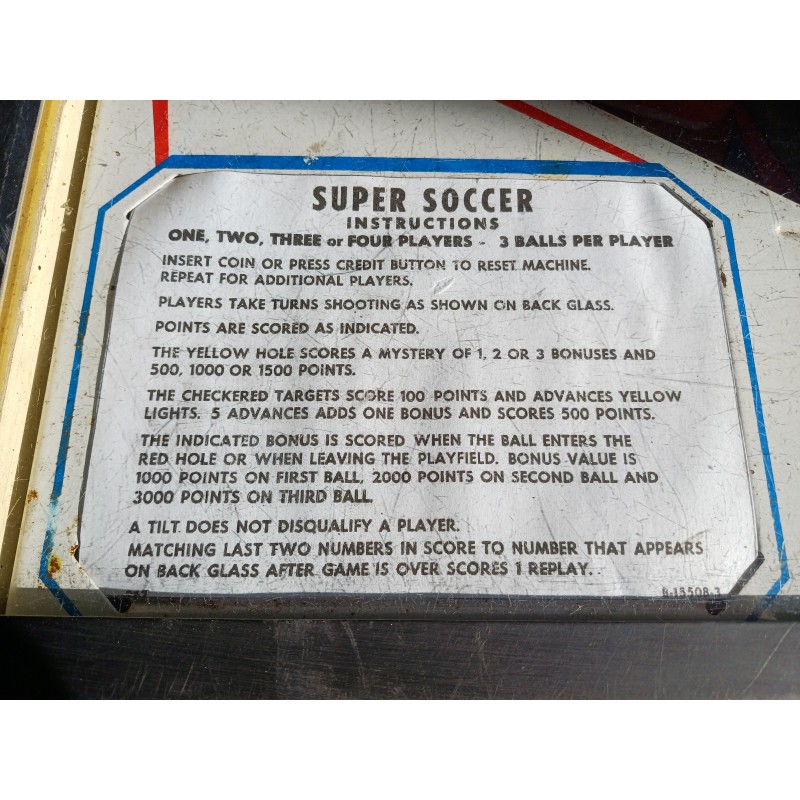 SUPER SOCCER
INSTRUCTIONS
ONE, TWO, THREE or FOUR PLAYERS - 3 BALLS PER PLAYER
INSERT COIN OR PRESS CREDIT BUTTON TO RESET MACHINE.
REPEAT FOR ADDITIONAL PLAYERS.
PLAYERS TAKE TURNS SHOOTING AS SHOWN ON BACK GLASS.
POINTS ARE SCORED AS INDICATED.
THE YELLOW HOLE SCORES A MYSTERY OF 1, 2 OR 3 BONUSES AND
500, 1000 OR 1500 POINTS.
THE CHECKERED TARGETS SCORE 100 POINTS AND ADVANCES YELLOW
LIGHTS. 5 ADVANCES ADDS ONE BONUS AND SCORES 500 POINTS.
THE INDICATED BONUS IS SCORED WHEN THE BALL ENTERS THE
RED HOLE OR WHEN LEAVING THE PLAYFIELD. BONUS VALUE IS
1000 POINTS ON FIRST BALL, 2000 POINTS ON SECOND BALL AND
3000 POINTS ON THIRD BALL.
A TILT DOES NOT DISQUALIFY A PLAYER.
MATCHING LAST TWO NUMBERS IN SCORE TO NUMBER THAT APPEARS
ON BACK GLASS AFTER GAME IS OVER SCORES 1 REPLAY.
B-15508-3